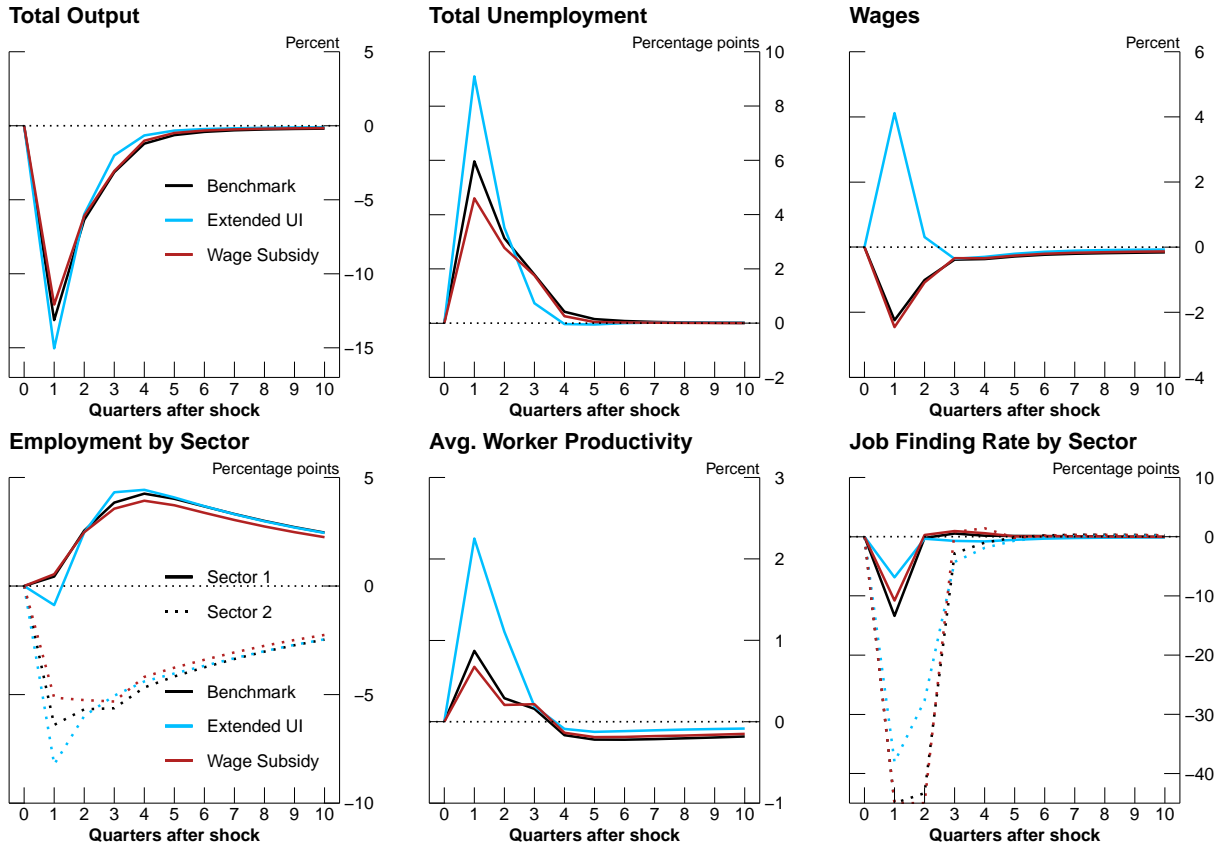 Total Output
Percent
5
0
−5
−10
−15
Benchmark
Extended UI
Wage Subsidy
0 1 2 3 4 5 6 7 8 9 10
Quarters after shock
Total Unemployment
Percentage points
10
8
6
4
2
0
−2
0 1 2 3 4 5 6 7 8 9 10
Quarters after shock
Wages
Percent
6
4
2
0
−2
−4
0 1 2 3 4 5 6 7 8 9 10
Quarters after shock
Employment by Sector
Percentage points
5
0
−5
−10
Sector 1
Sector 2
Benchmark
Extended UI
Wage Subsidy
0 1 2 3 4 5 6 7 8 9 10
Quarters after shock
Avg. Worker Productivity
Percent
3
2
1
0
−1
0 1 2 3 4 5 6 7 8 9 10
Quarters after shock
Job Finding Rate by Sector
Percentage points
10
0
−10
−20
−30
−40
0 1 2 3 4 5 6 7 8 9 10
Quarters after shock